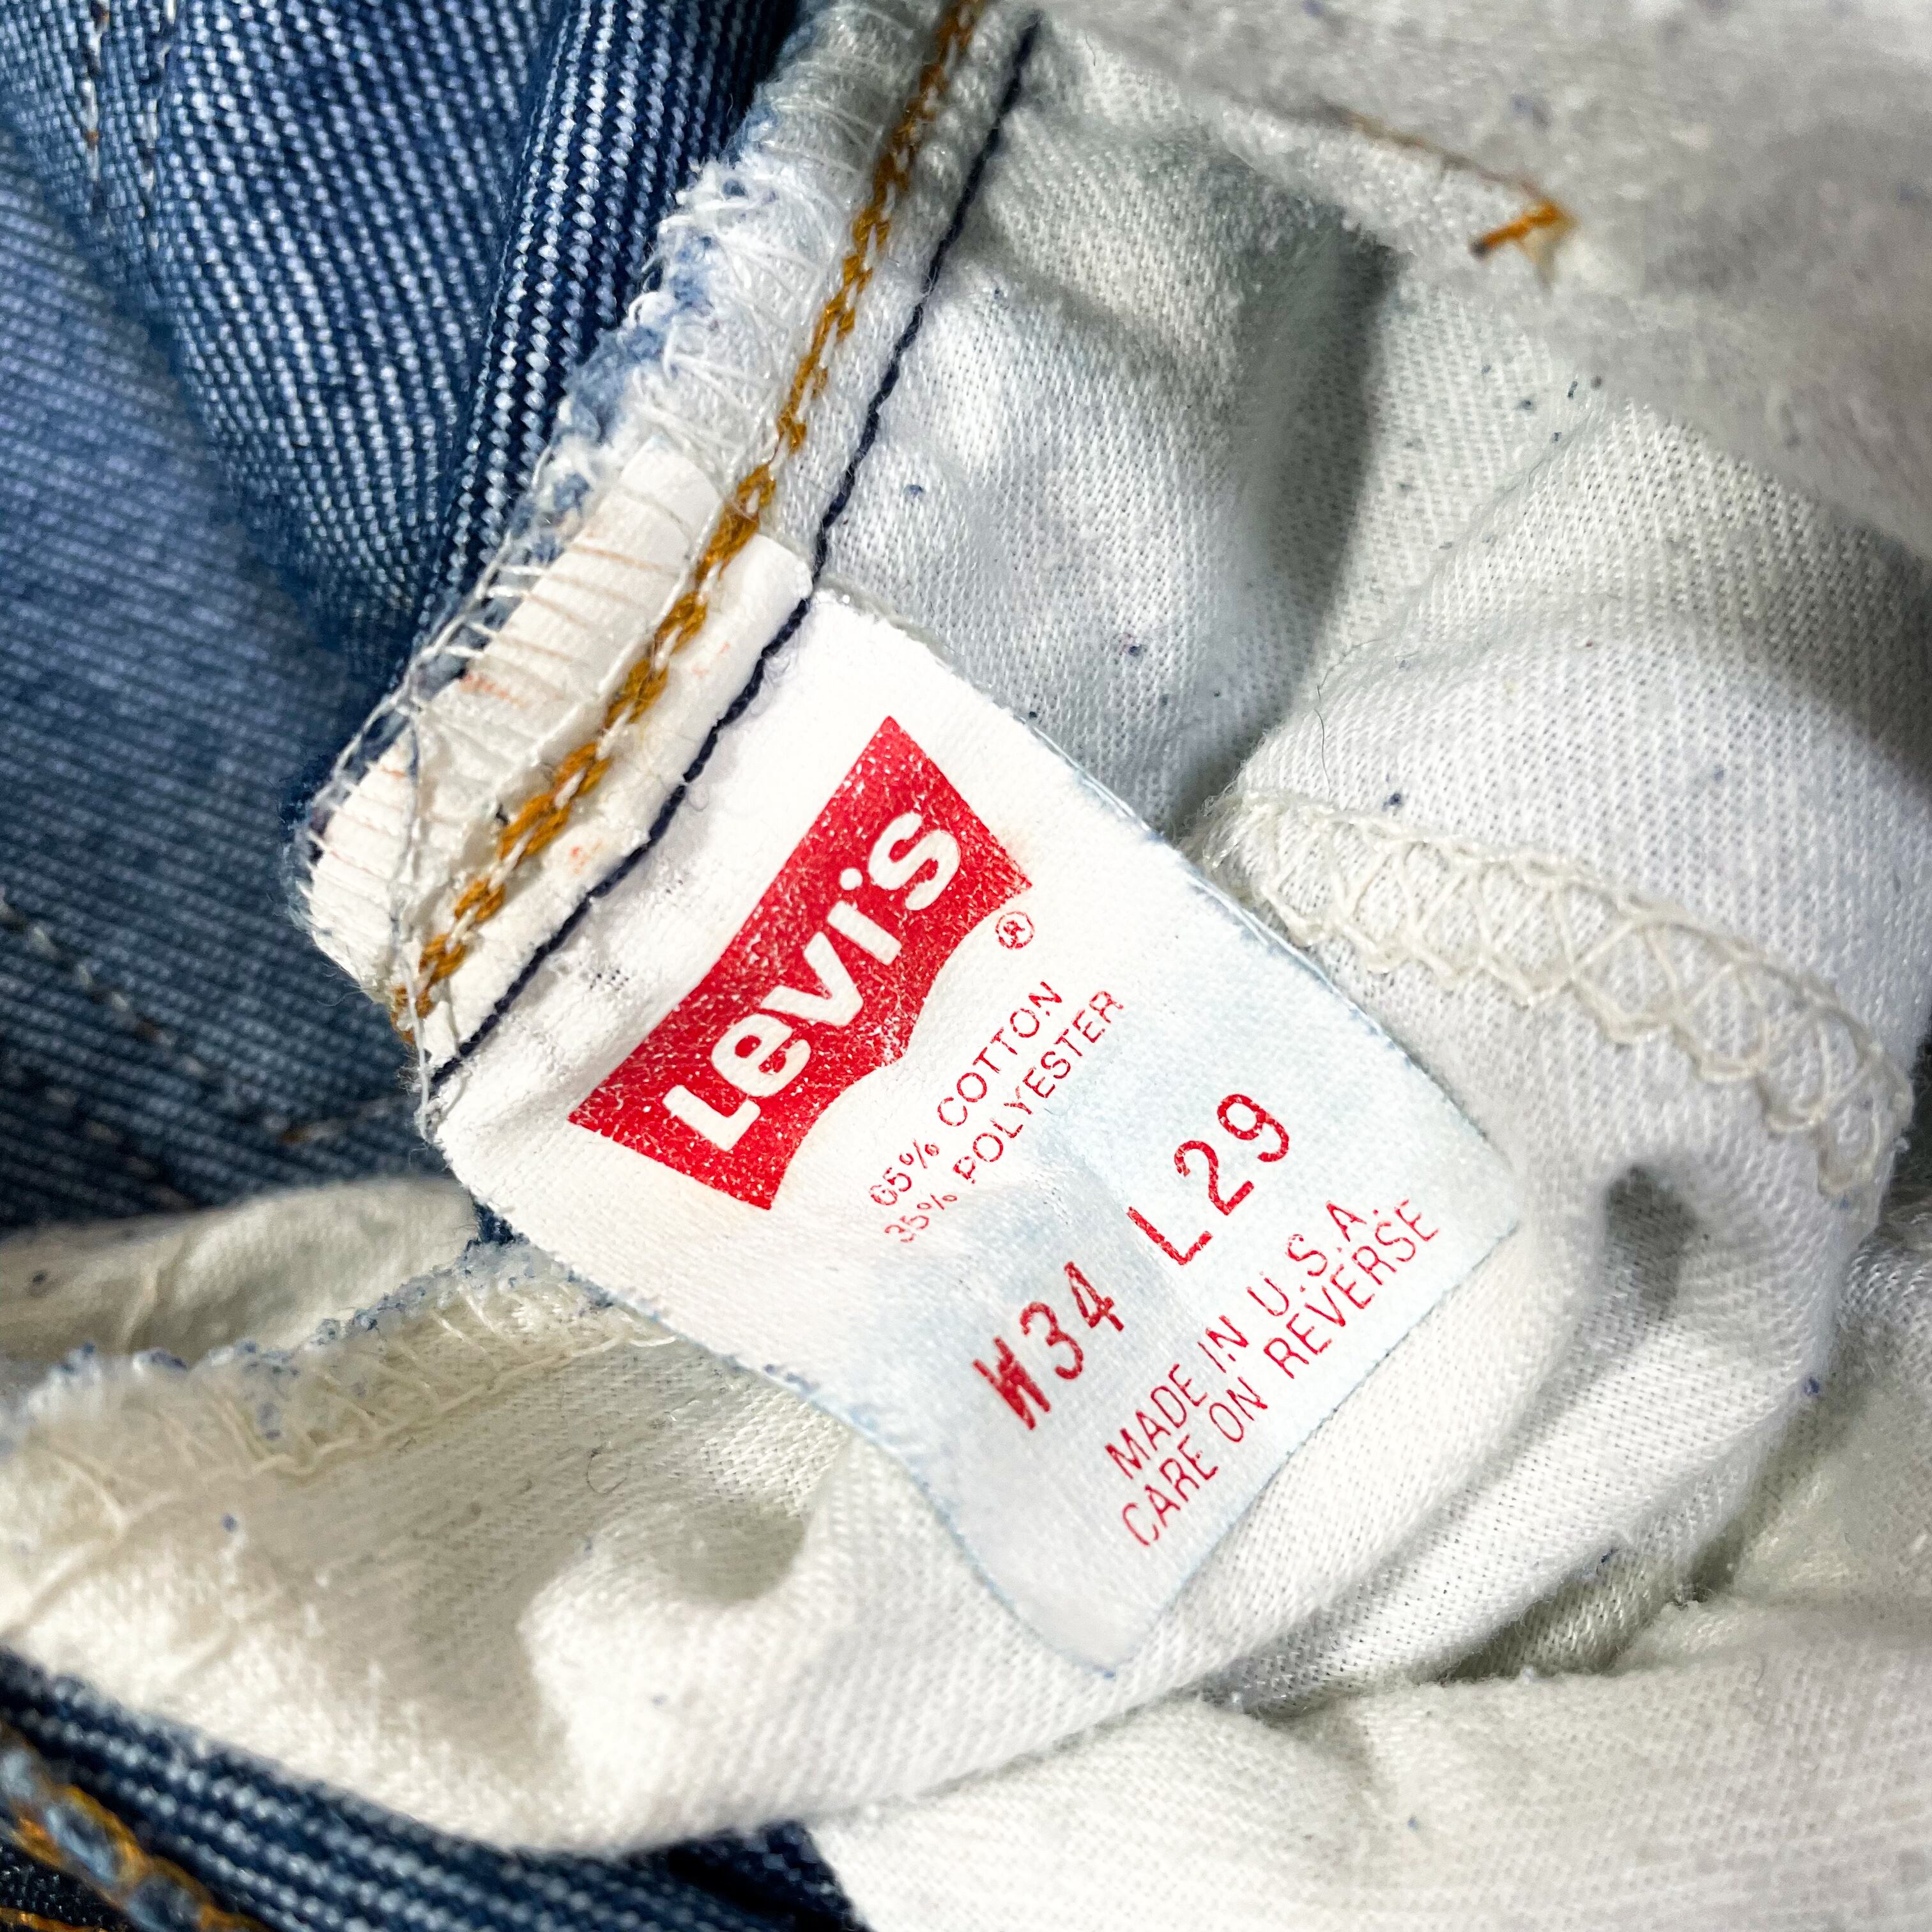 Levi's ®
65% COTTON
35% POLYESTER
W34 L29
MADE IN U.S.A.
CARE ON REVERSE